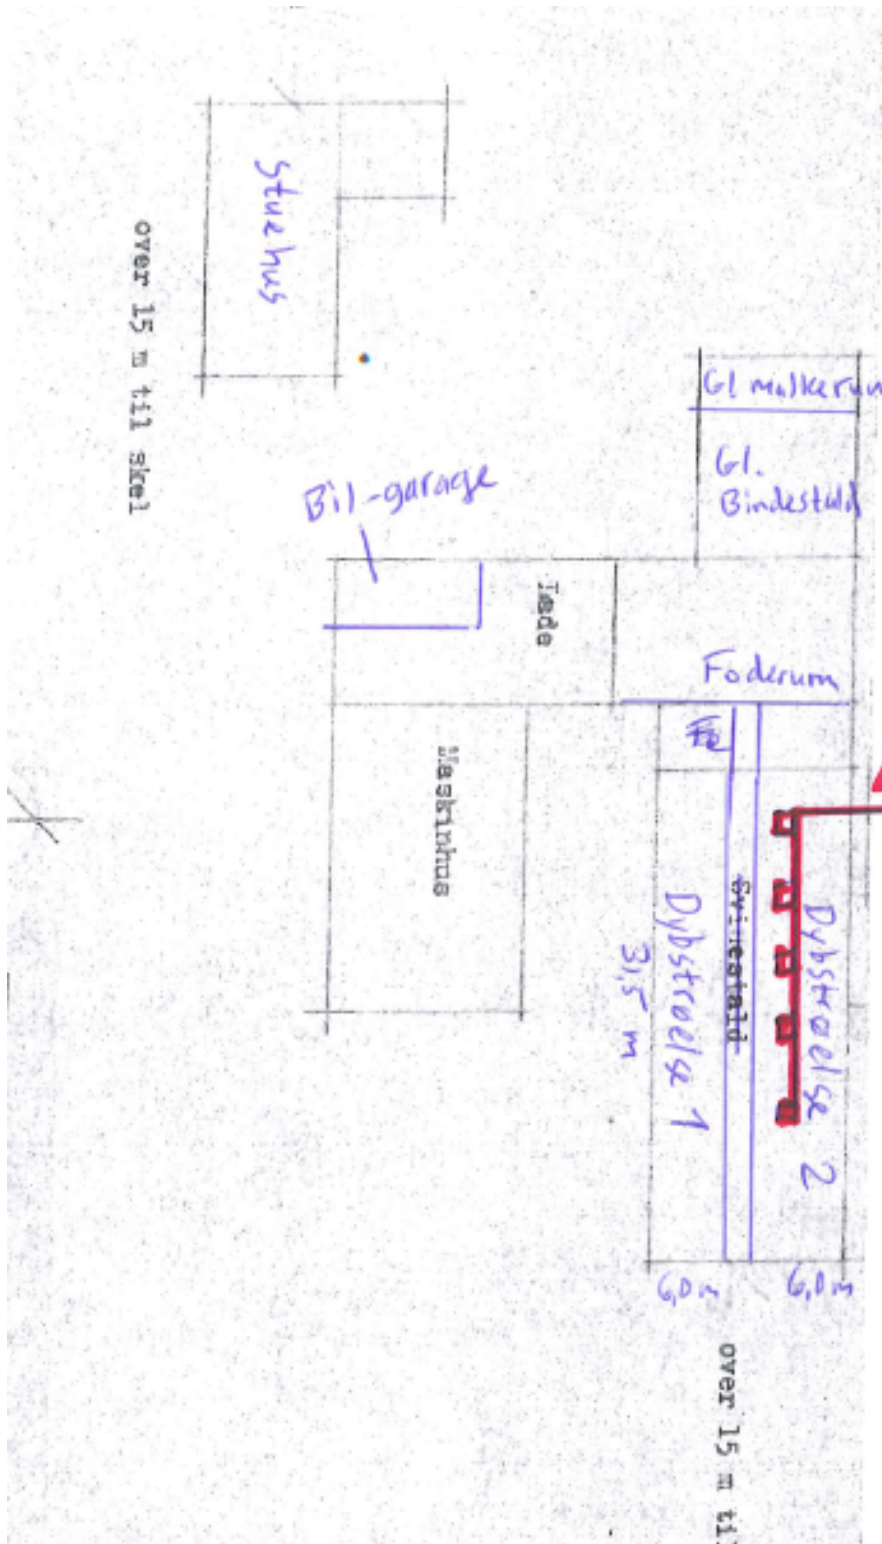 Stuehus
over 15 m til skel
Gl malkerum
Gl.
Bindestald
Bil-garage
Lade
Foderum
Maskinhus
Svinestald
Dybstrøelse 1
31,5 m
Dybstrøelse 2
6,0 m
6,0 m
over 15 m til